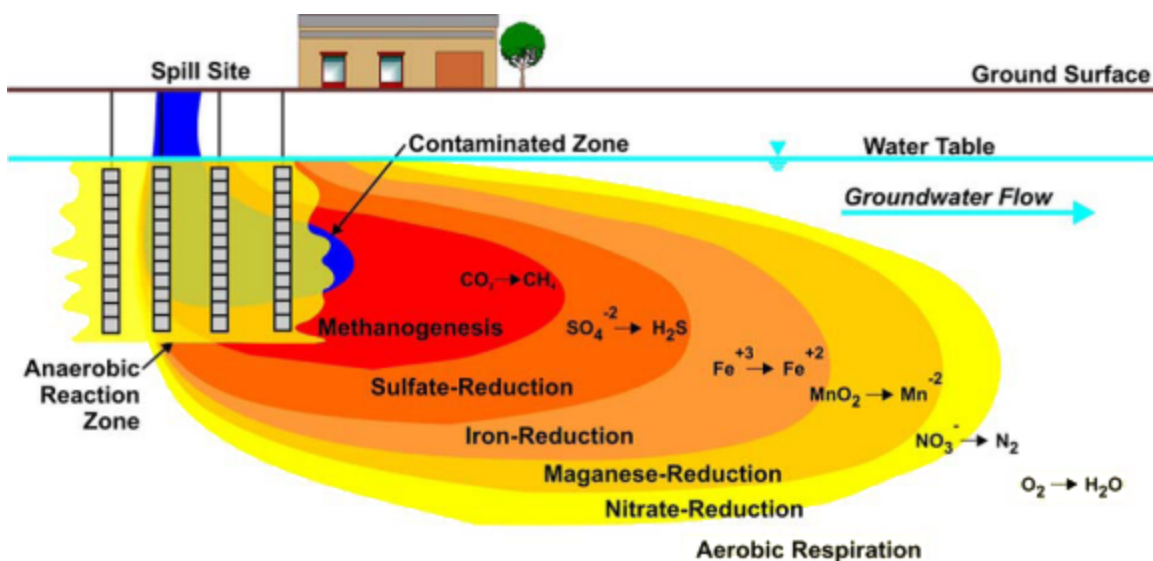 Spill Site
Ground Surface
Contaminated Zone
Water Table
Groundwater Flow
CO₂ → CH₄
Methanogenesis
SO₄⁻² → H₂S
Anaerobic
Reaction
Zone
Sulfate-Reduction
Fe⁺³ → Fe⁺²
MnO₂ → Mn⁻²
Iron-Reduction
NO₃⁻ → N₂
Maganese-Reduction
O₂ → H₂O
Nitrate-Reduction
Aerobic Respiration